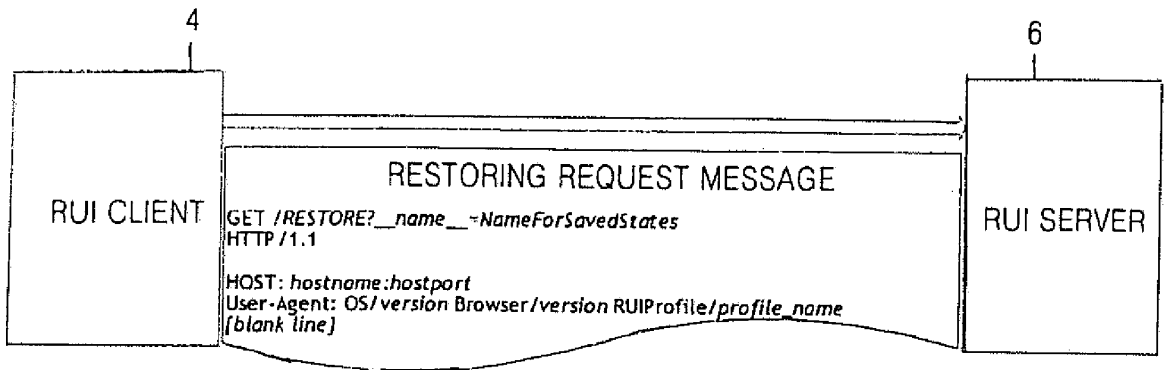 4
6
RUI CLIENT
RESTORING REQUEST MESSAGE
GET /RESTORE?__name__=NameForSavedStates
HTTP/1.1
HOST: hostname:hostport
User-Agent: OS/version Browser/version RUIProfile/profile_name
[blank line]
RUI SERVER